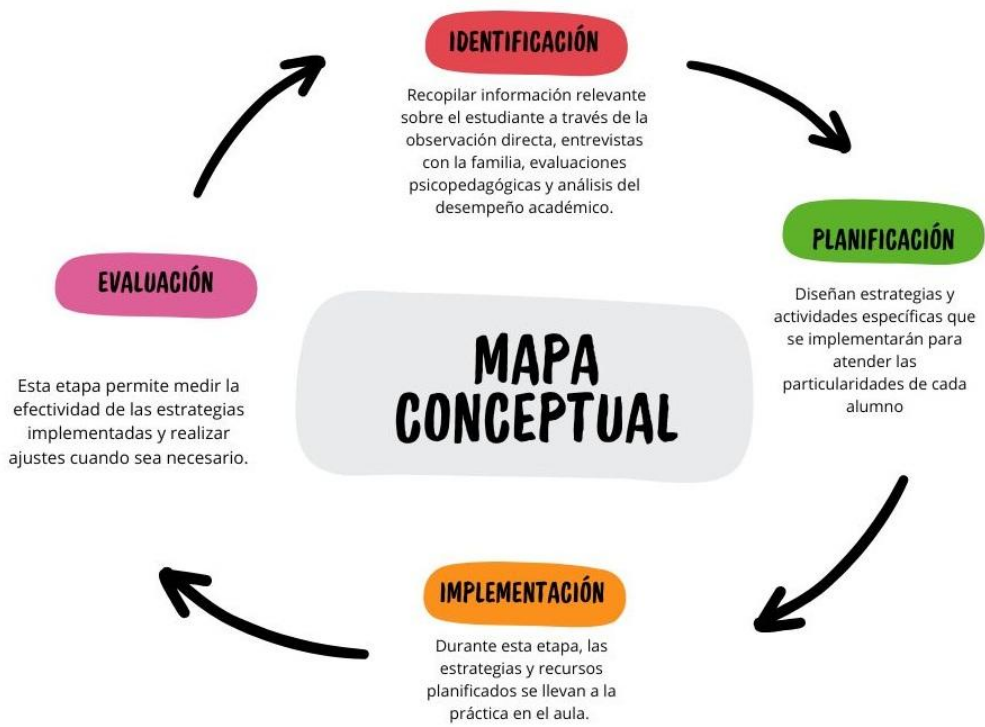 IDENTIFICACIÓN
Recopilar información relevante
sobre el estudiante a través de la
observación directa, entrevistas
con la familia, evaluaciones
psicopedagógicas y análisis del
desempeño académico.
PLANIFICACIÓN
Diseñan estrategias y
actividades específicas que
se implementarán para
atender las
particularidades de cada
alumno
EVALUACIÓN
Esta etapa permite medir la
efectividad de las estrategias
implementadas y realizar
ajustes cuando sea necesario.
MAPA
CONCEPTUAL
IMPLEMENTACIÓN
Durante esta etapa, las
estrategias y recursos
planificados se llevan a la
práctica en el aula.